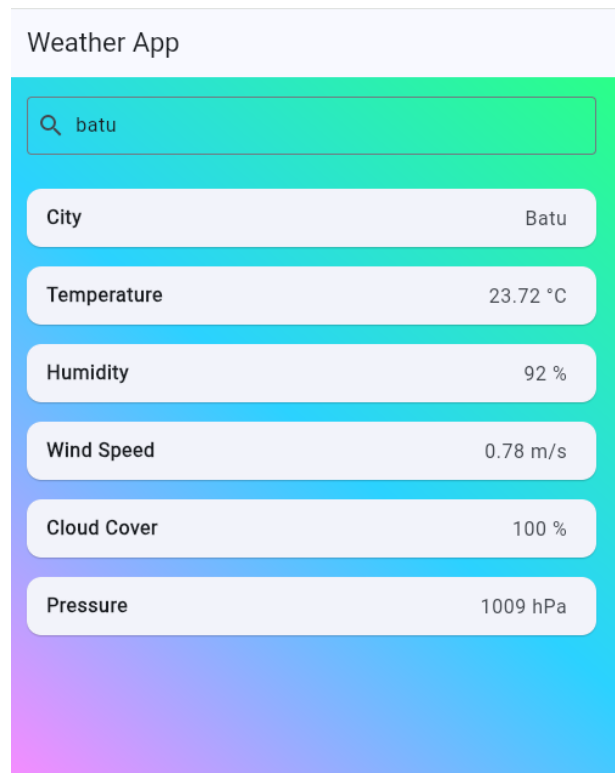 Weather App
batu
City Batu
Temperature 23.72 °C
Humidity 92 %
Wind Speed 0.78 m/s
Cloud Cover 100 %
Pressure 1009 hPa